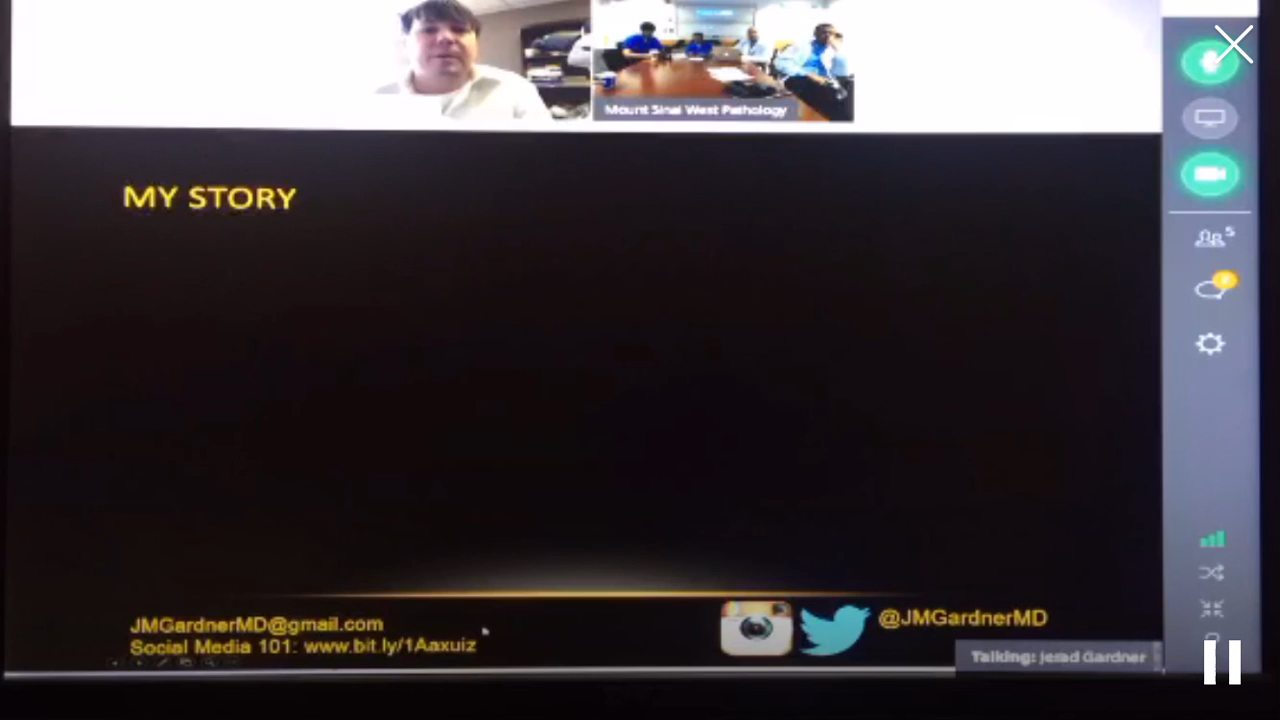 Mount Sinai West Pathology
5
MY STORY
JMGardnerMD@gmail.com
Social Media 101: www.bit.ly/1Aaxuiz
@JMGardnerMD
Talking: Jerad Gardner